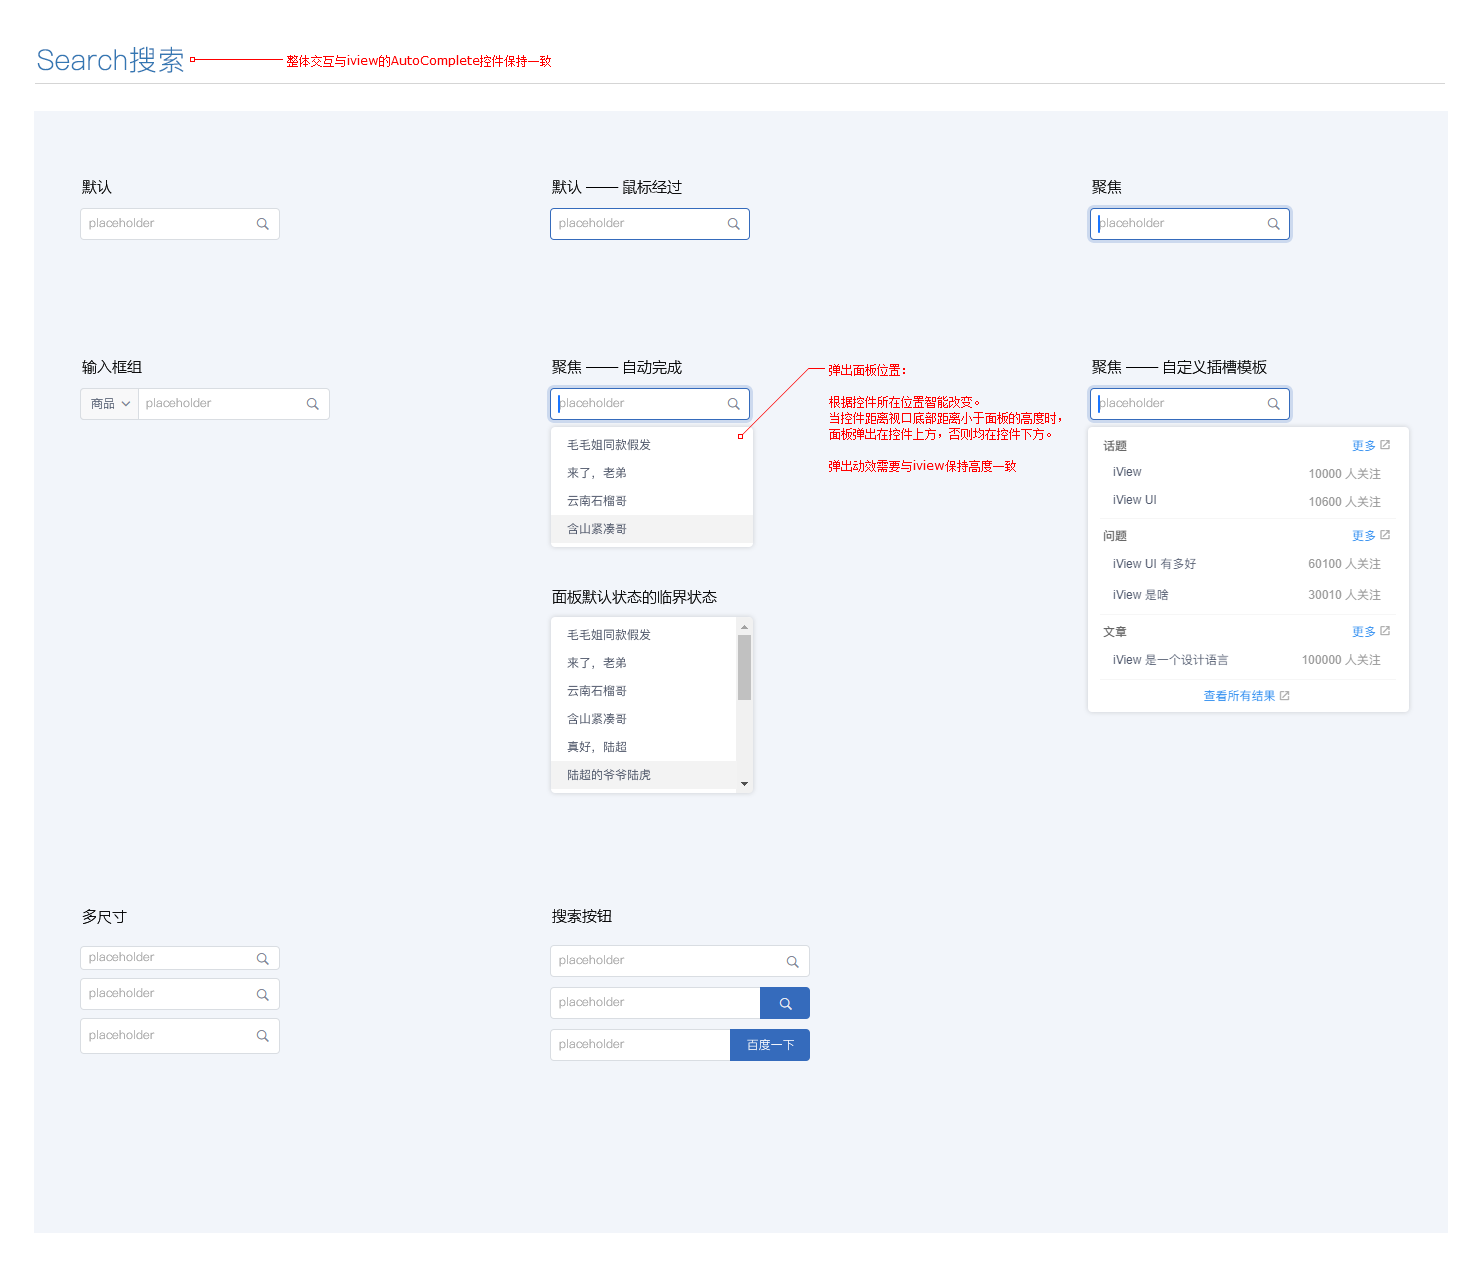 Search搜索
整体交互与iview的AutoComplete控件保持一致
默认
placeholder
默认 —— 鼠标经过
placeholder
聚焦
placeholder
输入框组
商品
placeholder
聚焦 —— 自动完成
placeholder
毛毛姐同款假发
来了，老弟
云南石榴哥
含山紧凑哥
弹出面板位置：
根据控件所在位置智能改变。
当控件距离视口底部距离小于面板的高度时，
面板弹出在控件上方，否则均在控件下方。
弹出动效需要与iview保持高度一致
聚焦 —— 自定义插槽模板
placeholder
话题 更多
iView 10000 人关注
iView UI 10600 人关注
问题 更多
iView UI 有多好 60100 人关注
iView 是啥 30010 人关注
文章 更多
iView 是一个设计语言 100000 人关注
查看所有结果
面板默认状态的临界状态
毛毛姐同款假发
来了，老弟
云南石榴哥
含山紧凑哥
真好，陆超
陆超的爷爷陆虎
多尺寸
placeholder
placeholder
placeholder
搜索按钮
placeholder
placeholder
placeholder
百度一下